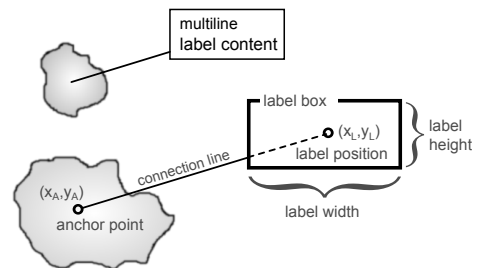 multiline
label content
label box
(xL,yL)
label position
label
height
connection line
(xA,yA)
anchor point
label width